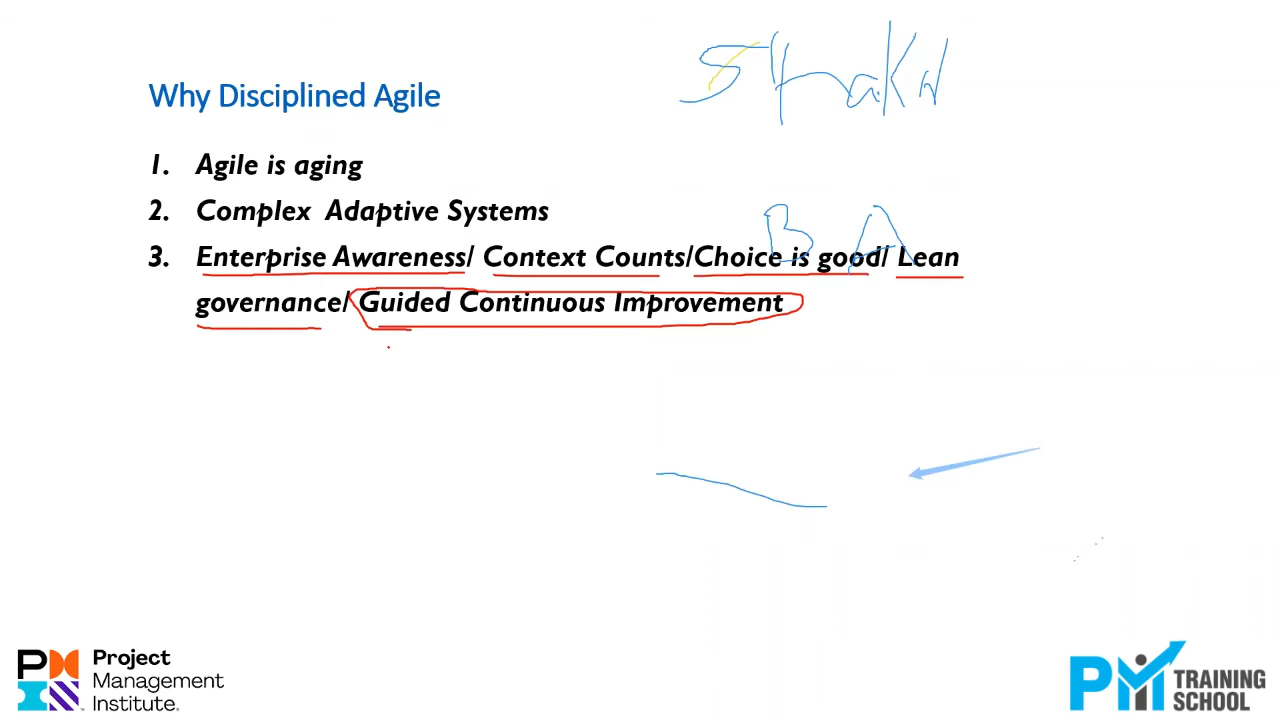 Why Disciplined Agile
1. Agile is aging
2. Complex Adaptive Systems
B A
3. Enterprise Awareness/ Context Counts/Choice is good/ Lean
governance/ Guided Continuous Improvement
Project
Management
Institute.
PM TRAINING
SCHOOL